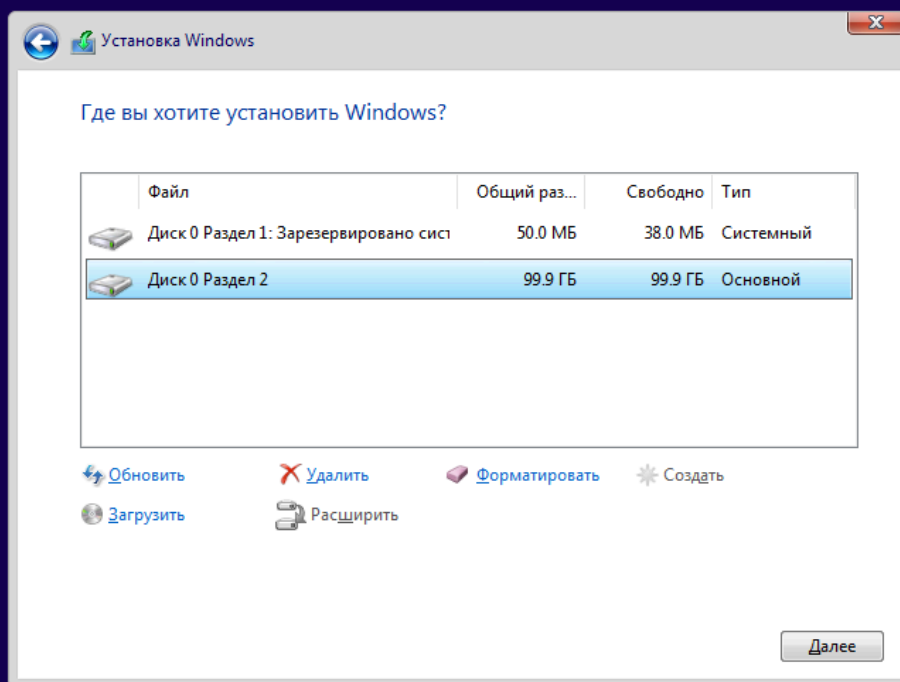 Установка Windows
Где вы хотите установить Windows?
Файл Общий раз... Свободно Тип
Диск 0 Раздел 1: Зарезервировано сист 50.0 МБ 38.0 МБ Системный
Диск 0 Раздел 2 99.9 ГБ 99.9 ГБ Основной
Обновить Удалить Форматировать Создать
Загрузить Расширить
Далее